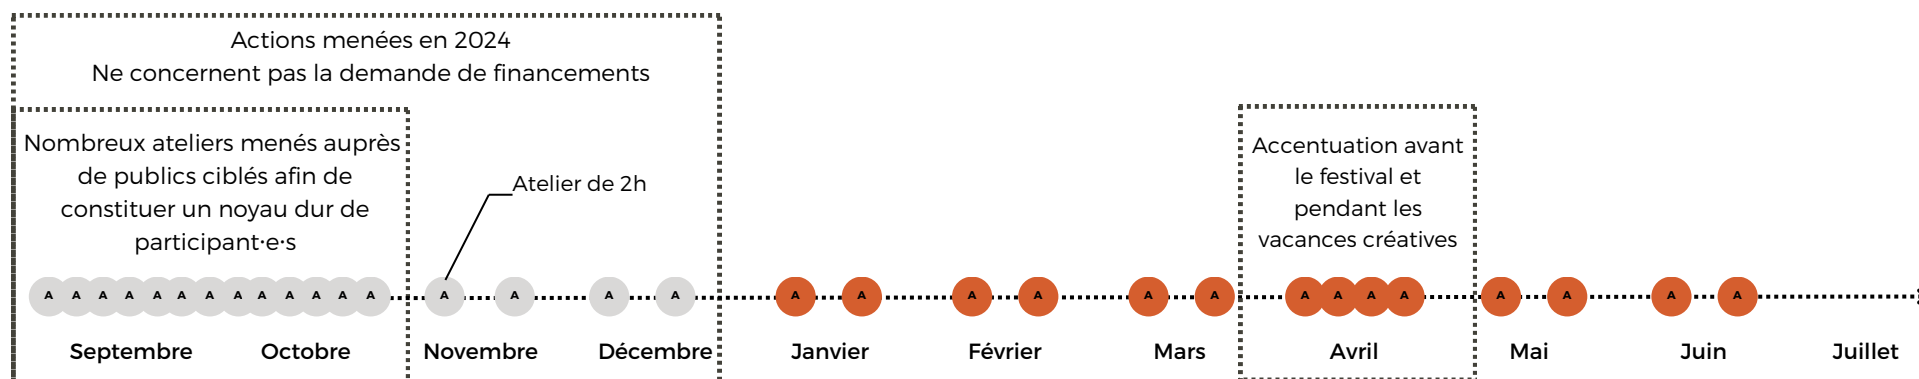 Actions menées en 2024
Ne concernent pas la demande de financements
Nombreux ateliers menés auprès
de publics ciblés afin de
constituer un noyau dur de
participant·e·s
Atelier de 2h
Accentuation avant
le festival et
pendant les
vacances créatives
A A A A A A A A A A A A A A A A A A A A A A A A A A A A A A
Septembre Octobre Novembre Décembre Janvier Février Mars Avril Mai Juin Juillet